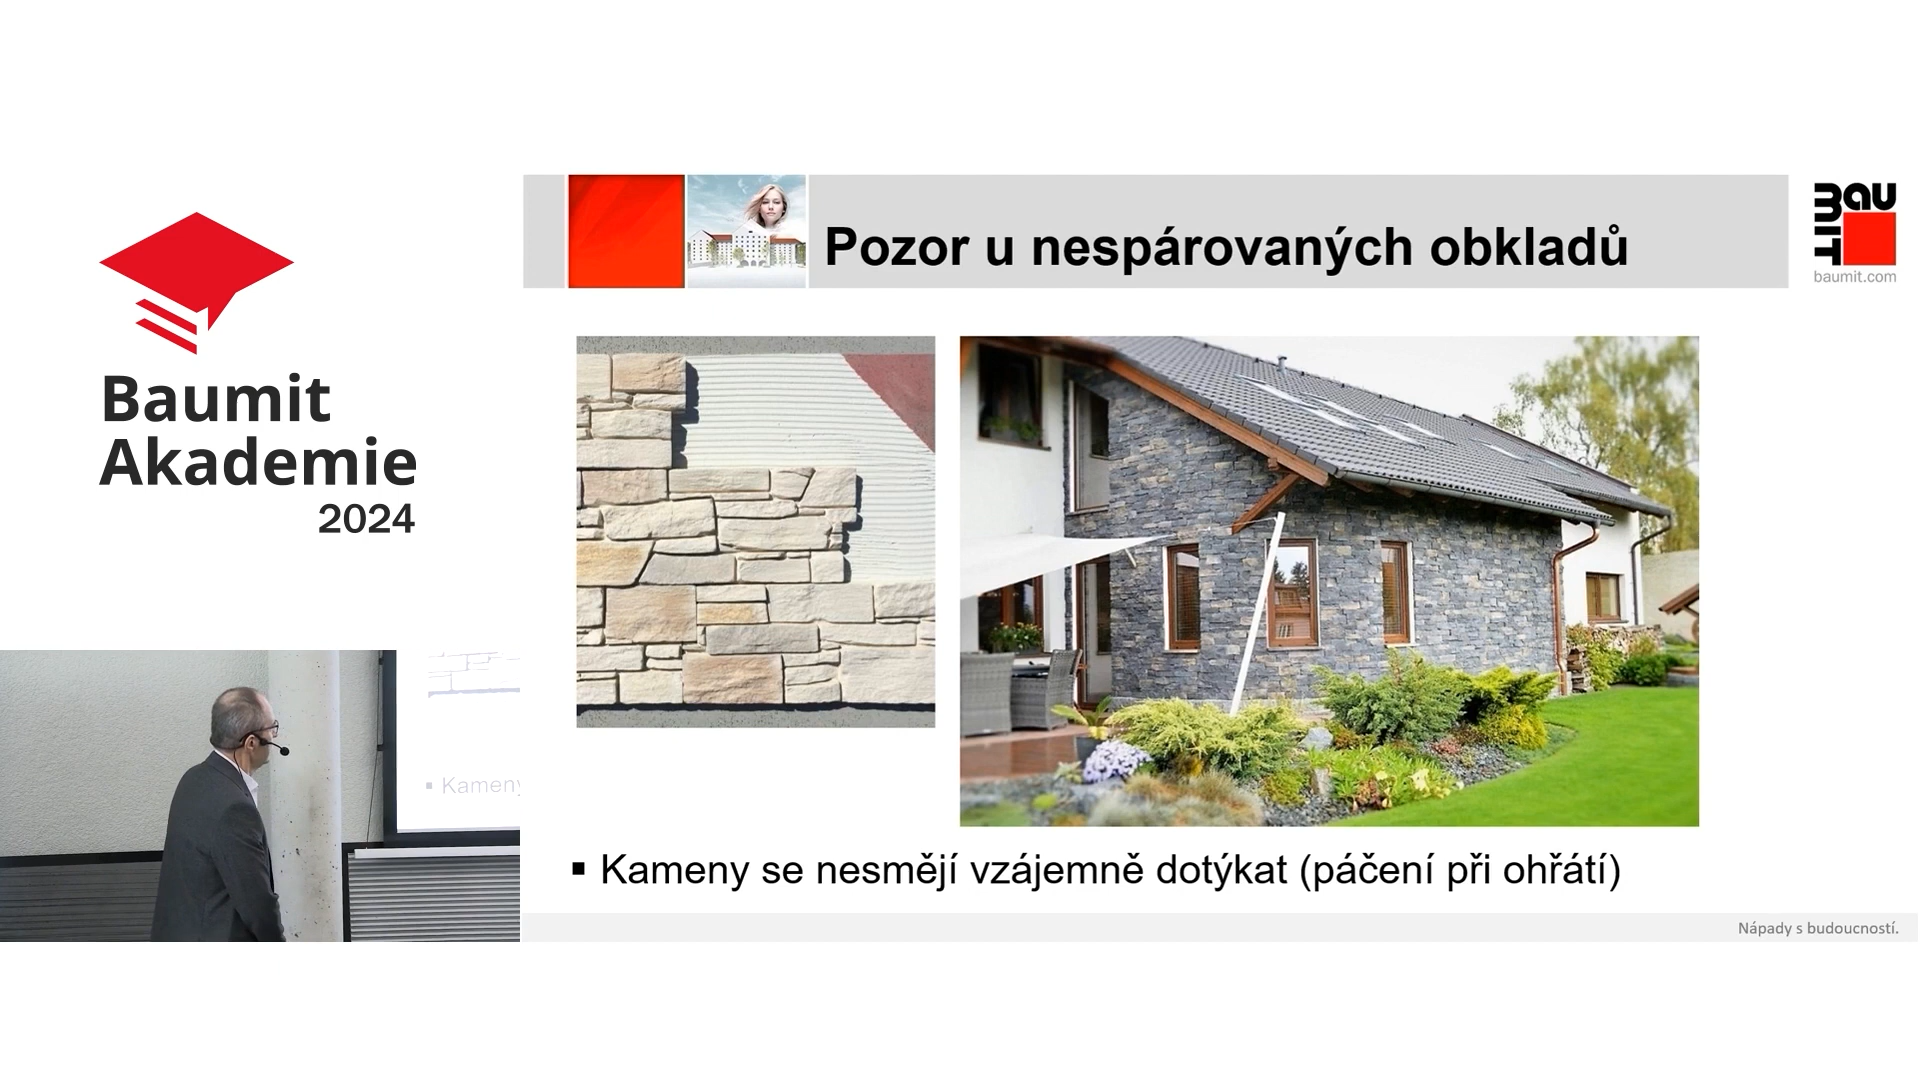 Baumit
Akademie
2024
Pozor u nespárovaných obkladů
bau
mit
baumit.com
▪ Kameny se nesmějí vzájemně dotýkat (páčení při ohřátí)
▪ Kameny
Nápady s budoucností.